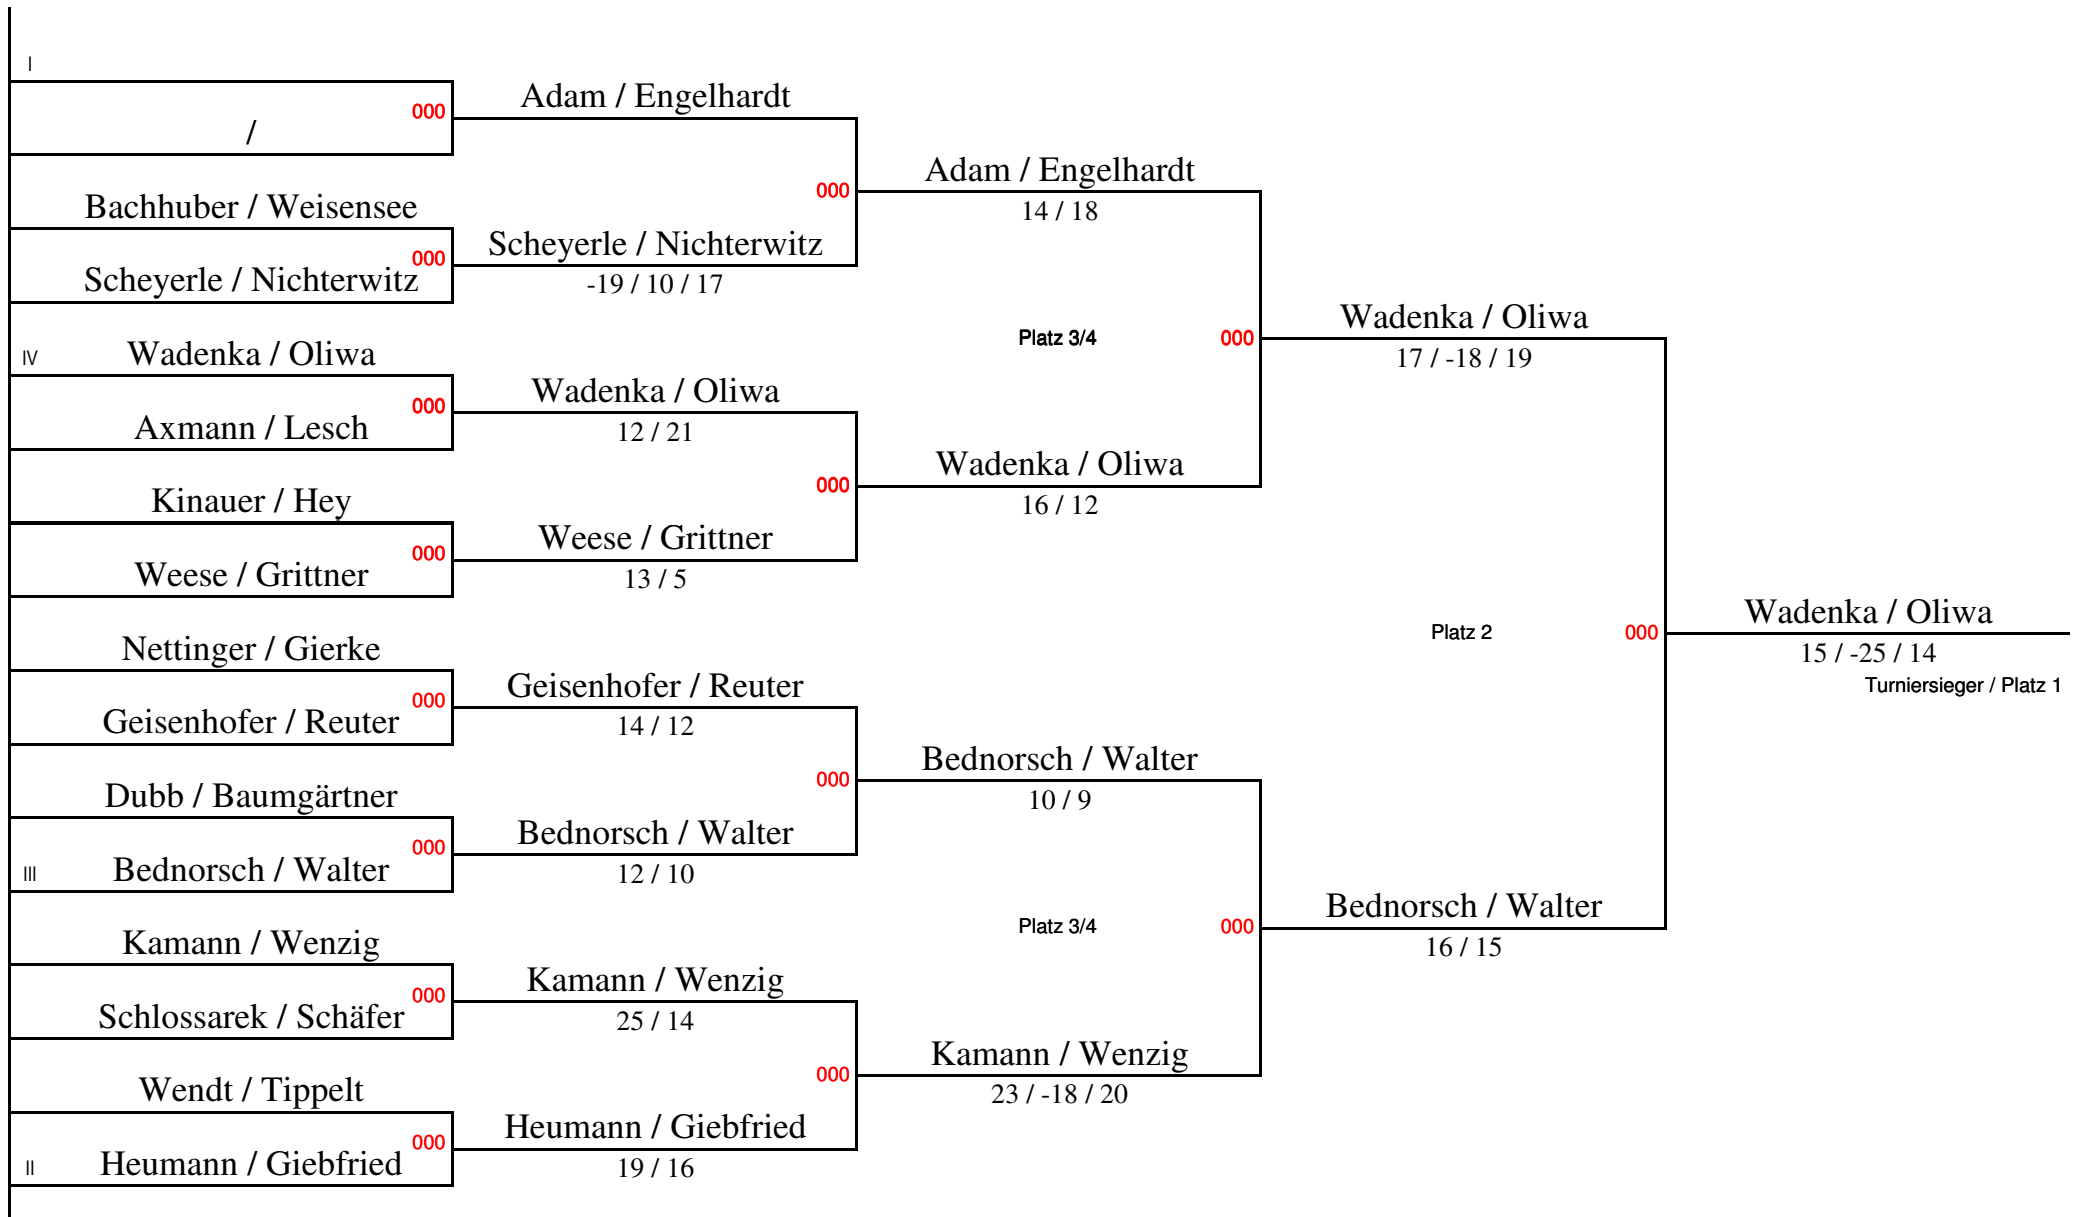 I
000
Adam / Engelhardt
/
Bachhuber / Weisensee
000
Adam / Engelhardt
14 / 18
000
Scheyerle / Nichterwitz
Scheyerle / Nichterwitz
-19 / 10 / 17
IV
Wadenka / Oliwa
Platz 3/4
000
Wadenka / Oliwa
17 / -18 / 19
000
Wadenka / Oliwa
12 / 21
Axmann / Lesch
Kinauer / Hey
000
Wadenka / Oliwa
16 / 12
000
Weese / Grittner
13 / 5
Weese / Grittner
Nettinger / Gierke
Platz 2
000
Wadenka / Oliwa
15 / -25 / 14
Turniersieger / Platz 1
000
Geisenhofer / Reuter
14 / 12
Geisenhofer / Reuter
Dubb / Baumgärtner
000
Bednorsch / Walter
10 / 9
000
Bednorsch / Walter
12 / 10
III
Bednorsch / Walter
Kamann / Wenzig
Platz 3/4
000
Bednorsch / Walter
16 / 15
000
Kamann / Wenzig
25 / 14
Schlossarek / Schäfer
Wendt / Tippelt
000
Kamann / Wenzig
23 / -18 / 20
000
Heumann / Giebfried
19 / 16
II
Heumann / Giebfried